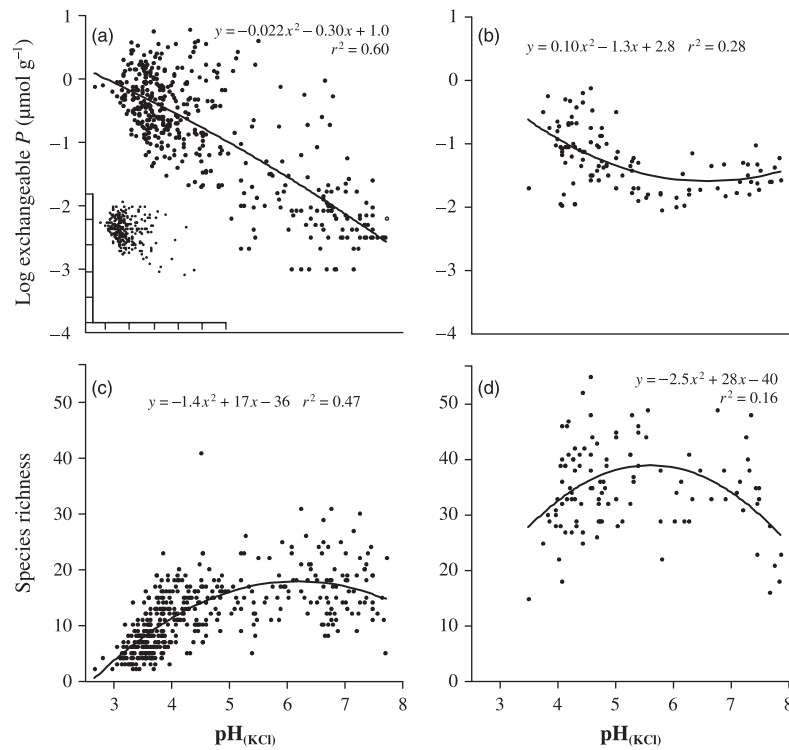 (a)
y = −0.022x² − 0.30x + 1.0
r² = 0.60
Log exchangeable P (µmol g⁻¹)
1
0
−1
−2
−3
−4
(b)
y = 0.10x² − 1.3x + 2.8 r² = 0.28
1
0
−1
−2
−3
−4
(c)
y = −1.4x² + 17x − 36 r² = 0.47
Species richness
50
40
30
20
10
0
3 4 5 6 7 8
pH(KCl)
(d)
y = −2.5x² + 28x − 40
r² = 0.16
50
40
30
20
10
0
3 4 5 6 7 8
pH(KCl)